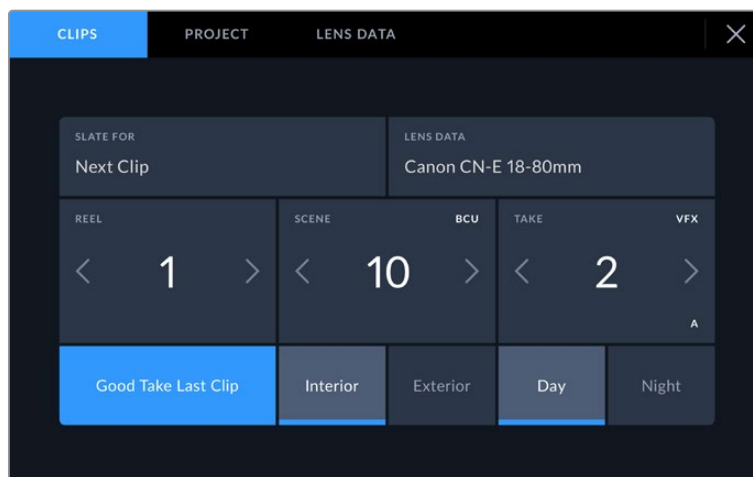 CLIPS PROJECT LENS DATA
SLATE FOR LENS DATA
Next Clip Canon CN-E 18-80mm
REEL SCENE BCU TAKE VFX
1 10 2
A
Good Take Last Clip Interior Exterior Day Night